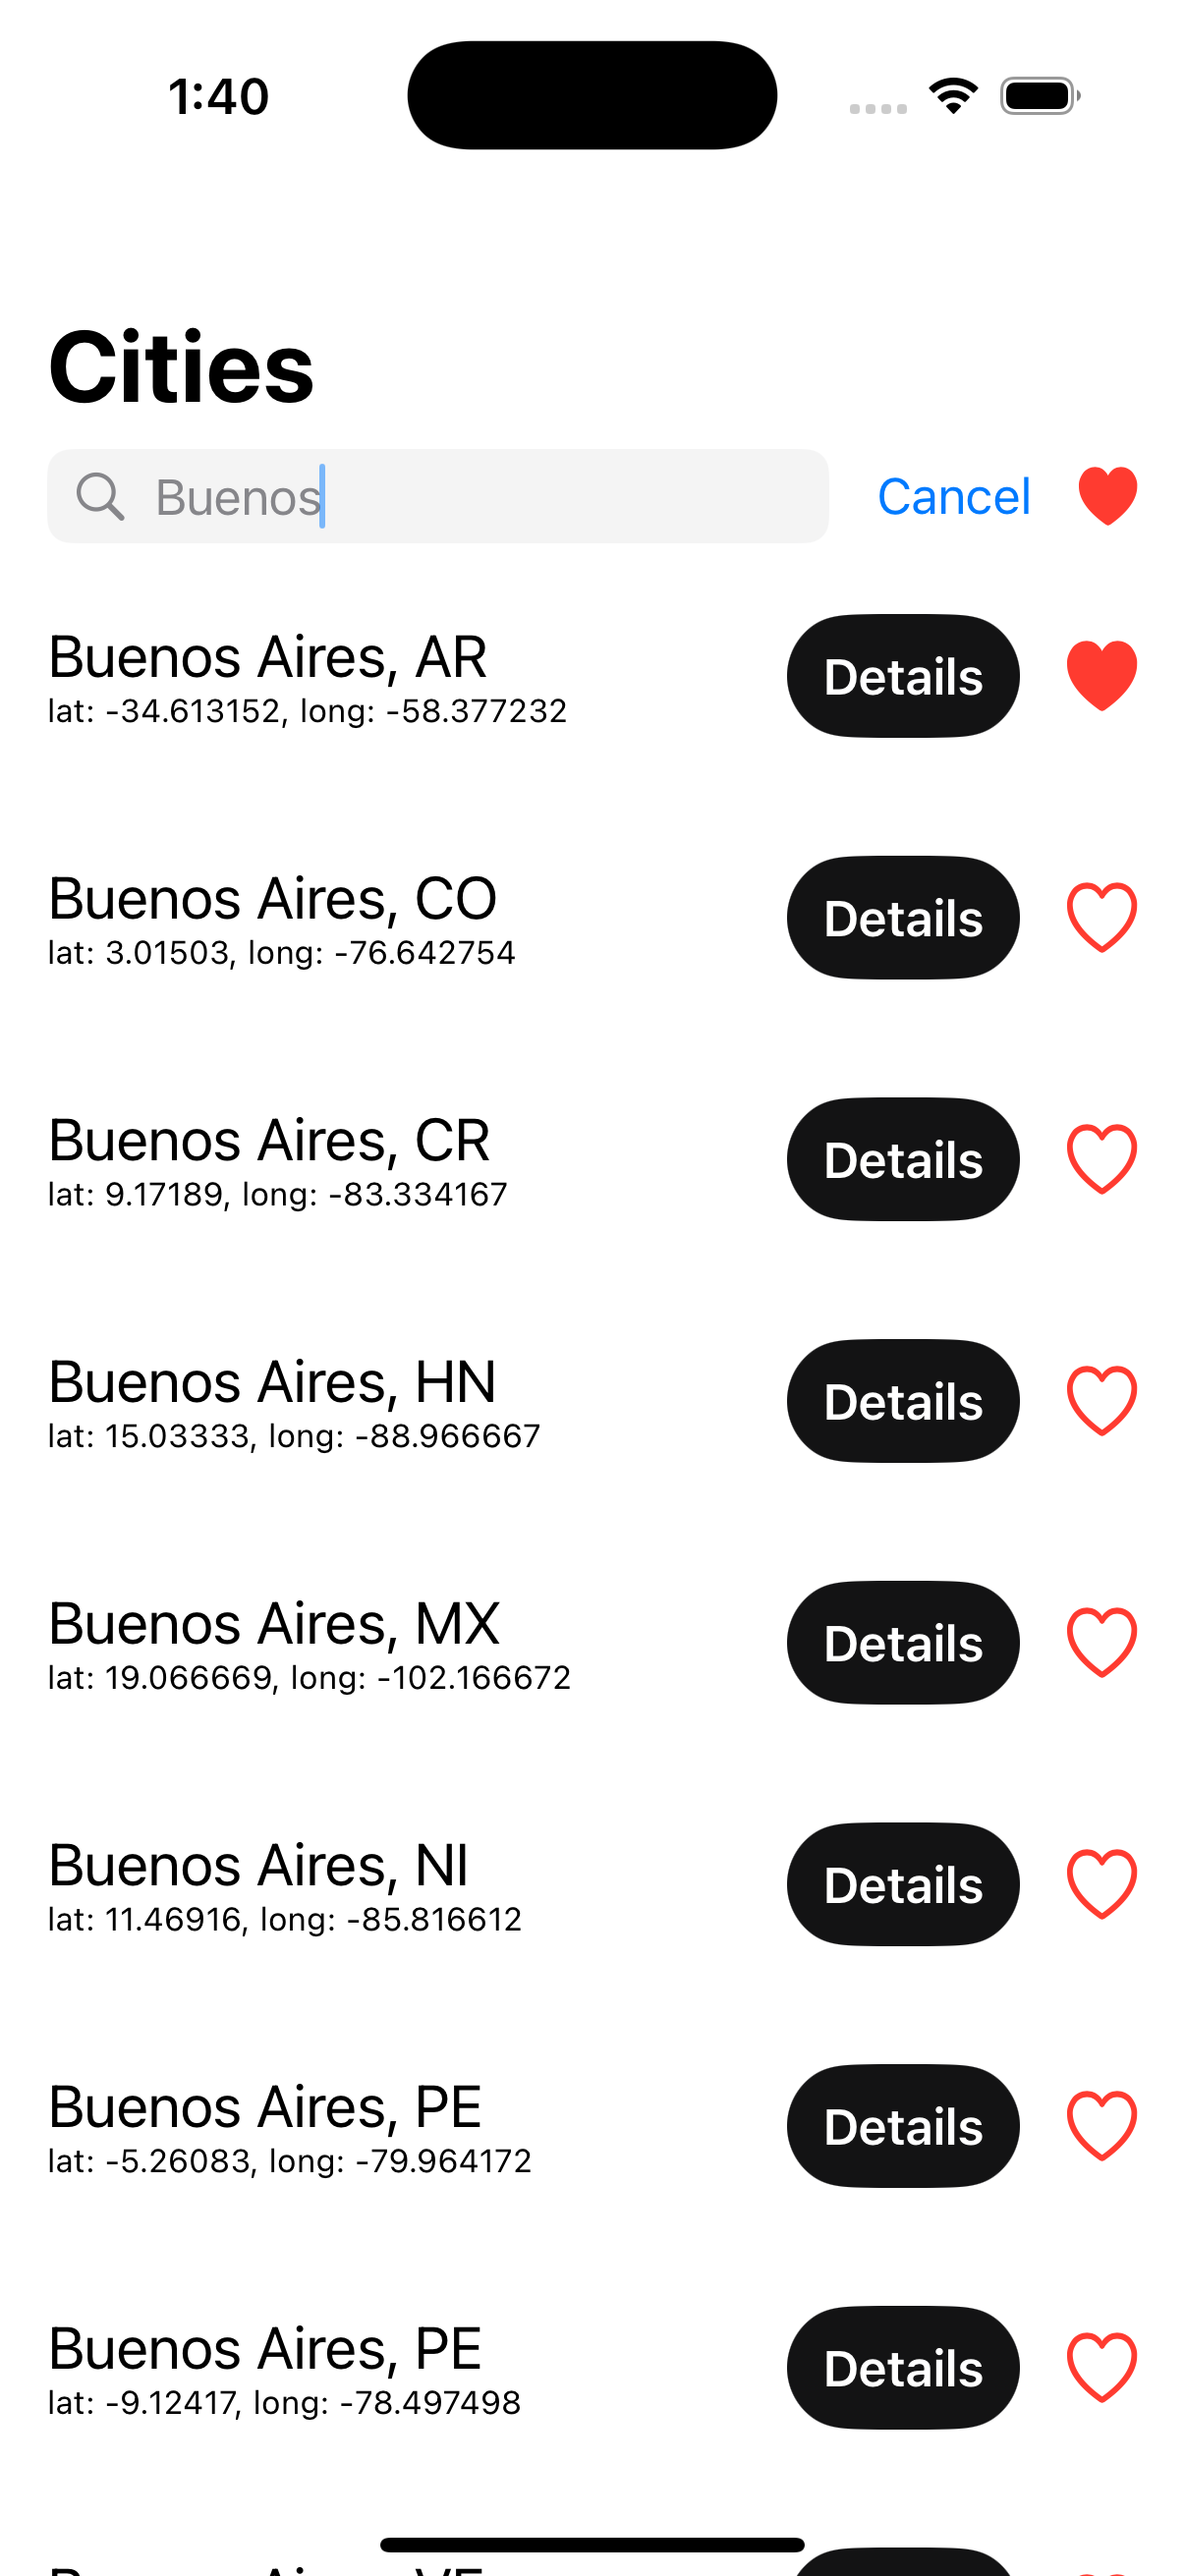 1:40
Cities
Buenos
Cancel
Buenos Aires, AR
lat: -34.613152, long: -58.377232
Details
Buenos Aires, CO
lat: 3.01503, long: -76.642754
Details
Buenos Aires, CR
lat: 9.17189, long: -83.334167
Details
Buenos Aires, HN
lat: 15.03333, long: -88.966667
Details
Buenos Aires, MX
lat: 19.066669, long: -102.166672
Details
Buenos Aires, NI
lat: 11.46916, long: -85.816612
Details
Buenos Aires, PE
lat: -5.26083, long: -79.964172
Details
Buenos Aires, PE
lat: -9.12417, long: -78.497498
Details